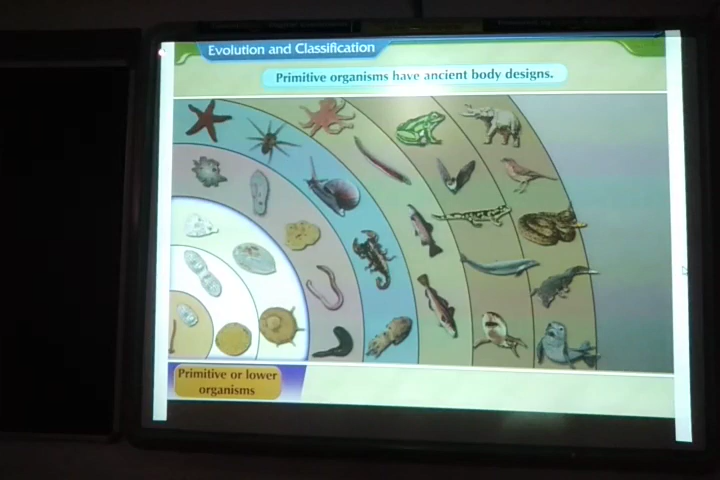 Evolution and Classification
Primitive organisms have ancient body designs.
Primitive or lower
organisms